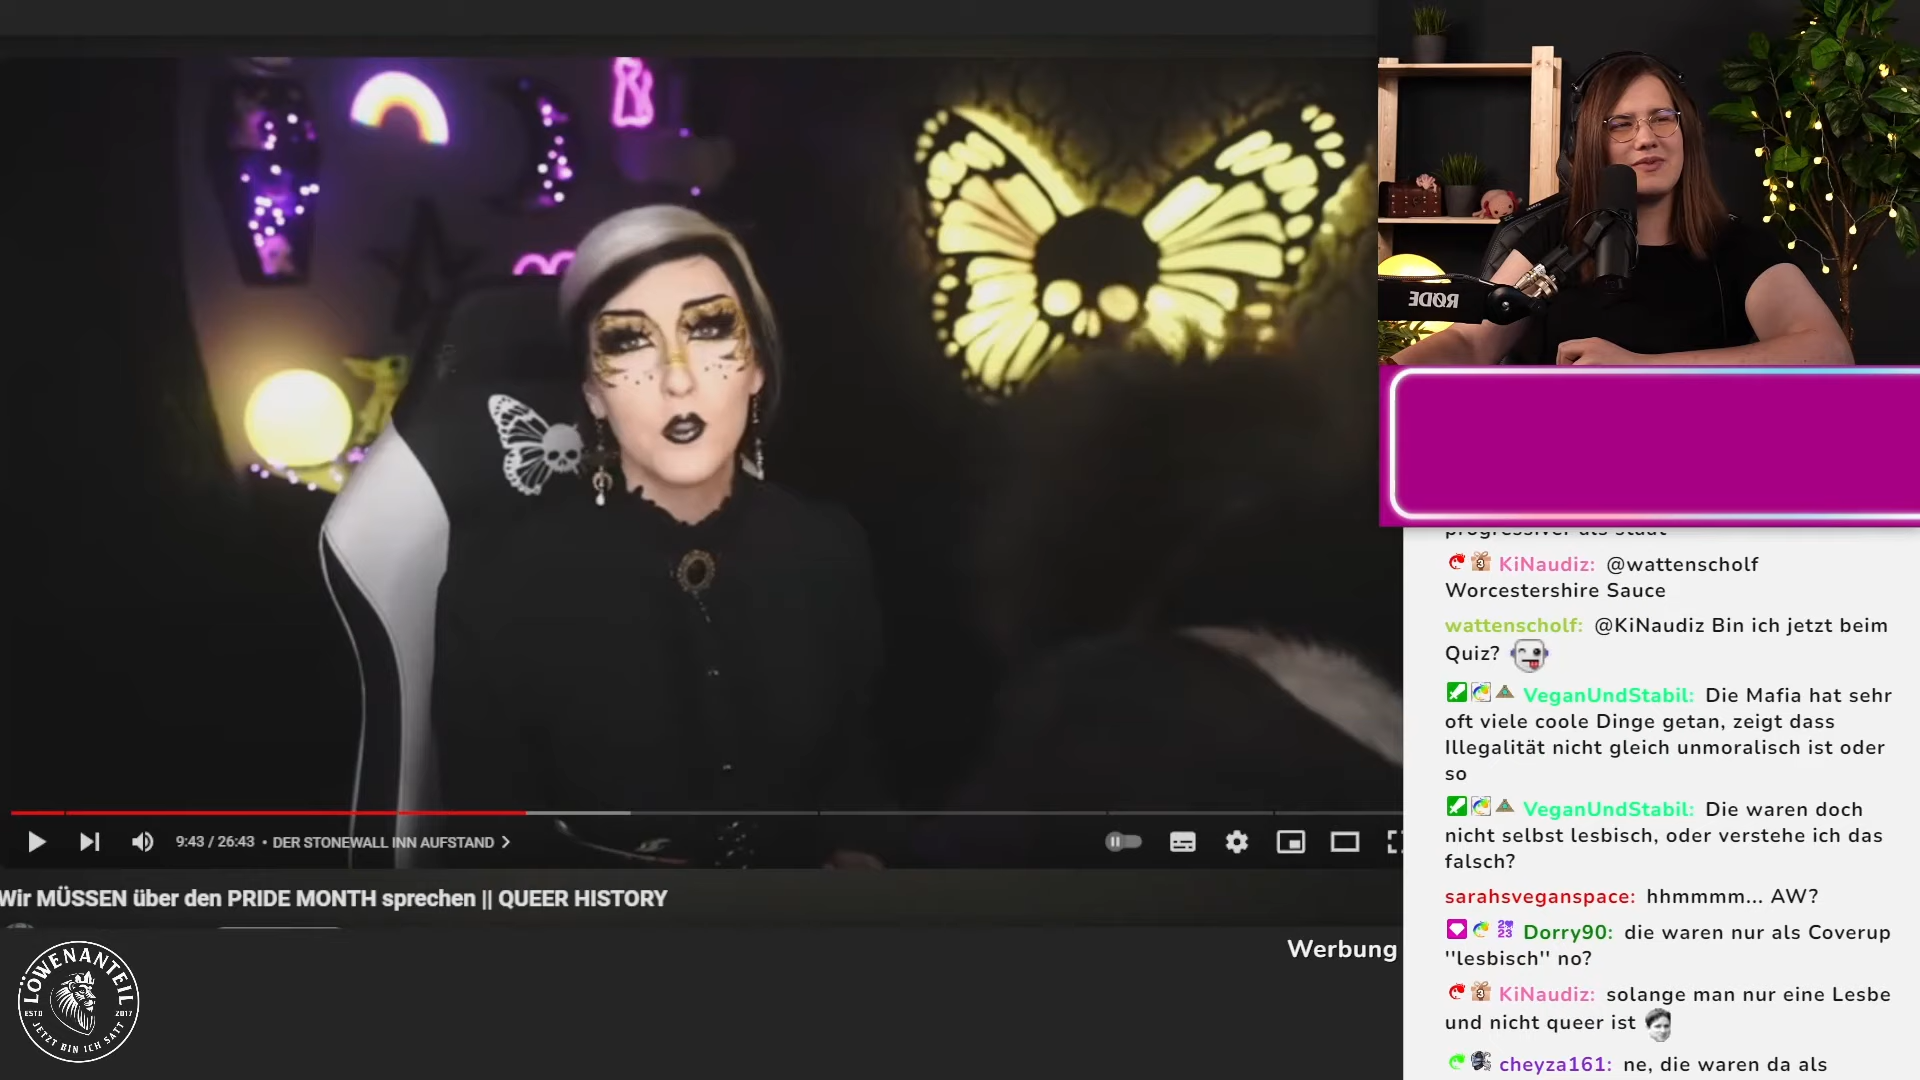 RØDE
progressiver als staat
KiNaudiz: @wattenscholf
Worcestershire Sauce
wattenscholf: @KiNaudiz Bin ich jetzt beim
Quiz?
VeganUndStabil: Die Mafia hat sehr
oft viele coole Dinge getan, zeigt dass
Illegalität nicht gleich unmoralisch ist oder
so
VeganUndStabil: Die waren doch
nicht selbst lesbisch, oder verstehe ich das
falsch?
sarahsveganspace: hhmmmm... AW?
Dorry90: die waren nur als Coverup
''lesbisch'' no?
KiNaudiz: solange man nur eine Lesbe
und nicht queer ist
cheyza161: ne, die waren da als
9:43 / 26:43 • DER STONEWALL INN AUFSTAND
Wir MÜSSEN über den PRIDE MONTH sprechen || QUEER HISTORY
Werbung
LÖWENANTEIL
ESTD 2017
JETZT BIN ICH SATT